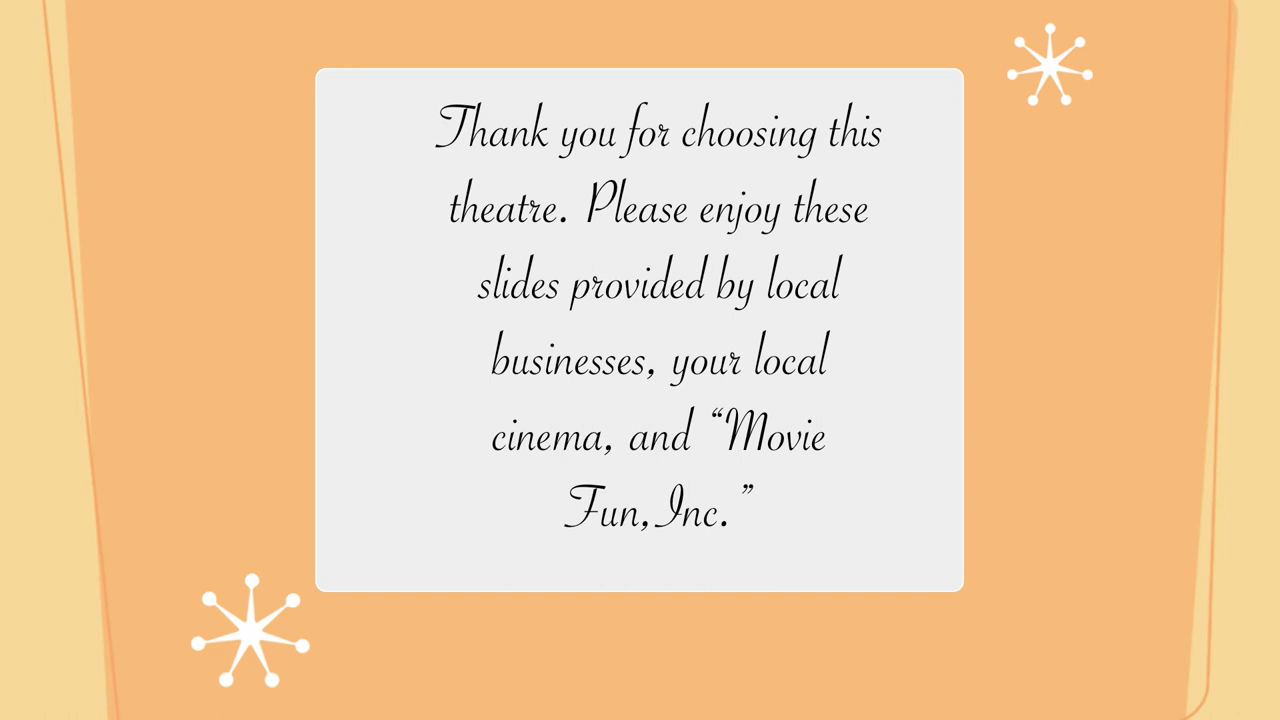 Thank you for choosing this
theatre. Please enjoy these
slides provided by local
businesses, your local
cinema, and “Movie
Fun,Inc.”